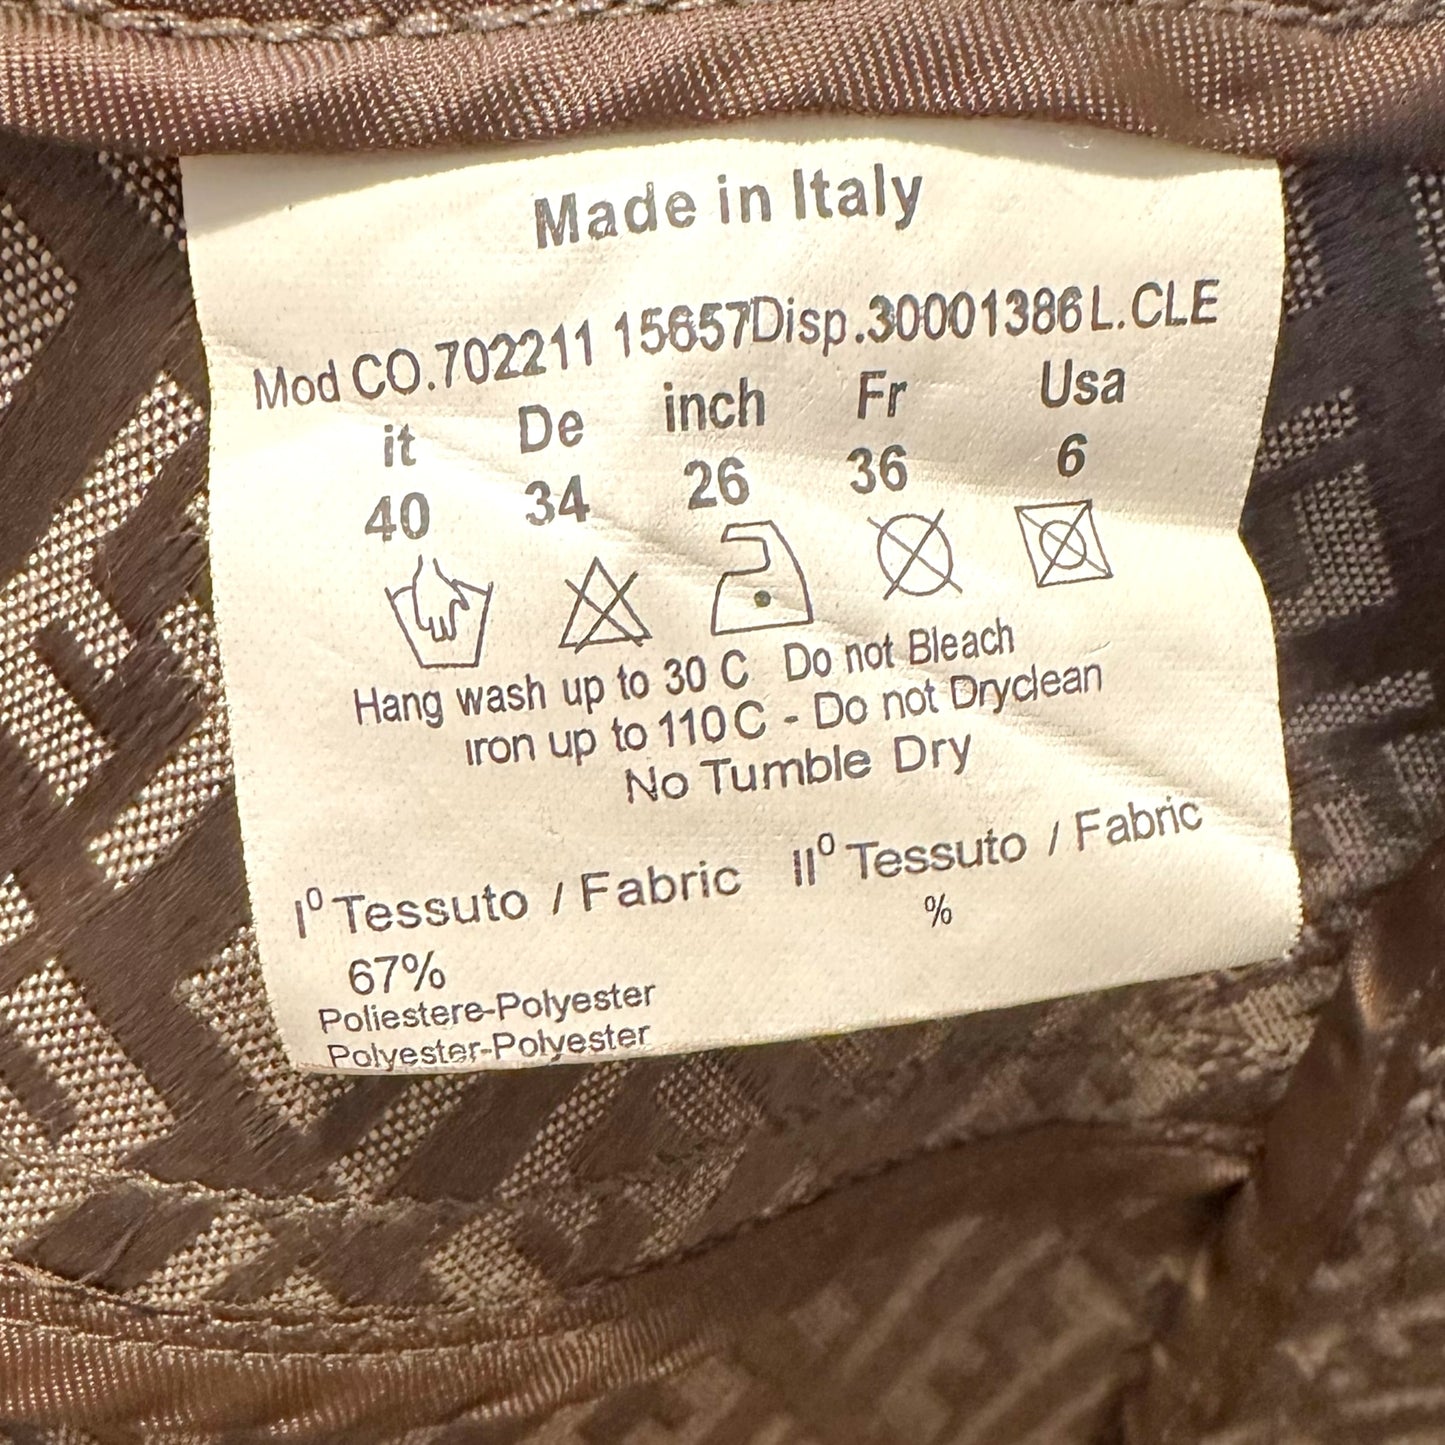 Made in Italy
Mod CO.702211 15657Disp.30001386L.CLE
it De inch Fr Usa
40 34 26 36 6
Hang wash up to 30 C Do not Bleach
iron up to 110 C - Do not Dryclean
No Tumble Dry
I° Tessuto / Fabric II° Tessuto / Fabric
67% %
Poliestere-Polyester
Polyester-Polyester